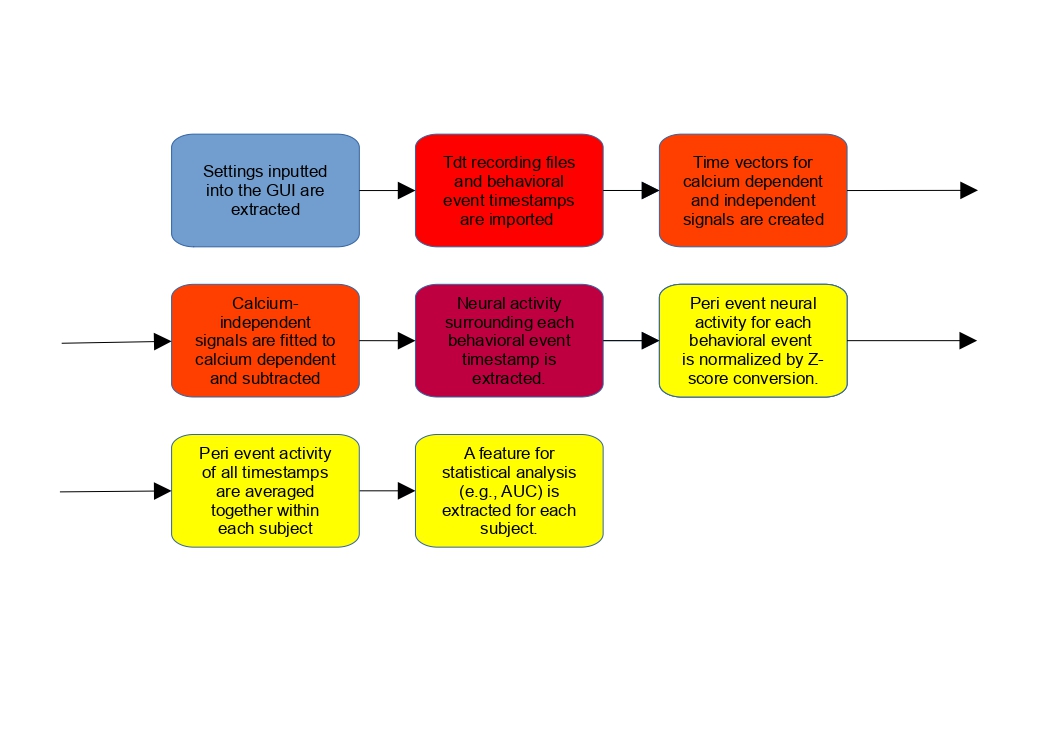 Settings inputted
into the GUI are
extracted
Tdt recording files
and behavioral
event timestamps
are imported
Time vectors for
calcium dependent
and independent
signals are created
Calcium-
independent
signals are fitted to
calcium dependent
and subtracted
Neural activity
surrounding each
behavioral event
timestamp is
extracted.
Peri event neural
activity for each
behavioral event
is normalized by Z-
score conversion.
Peri event activity
of all timestamps
are averaged
together within
each subject
A feature for
statistical analysis
(e.g., AUC) is
extracted for each
subject.